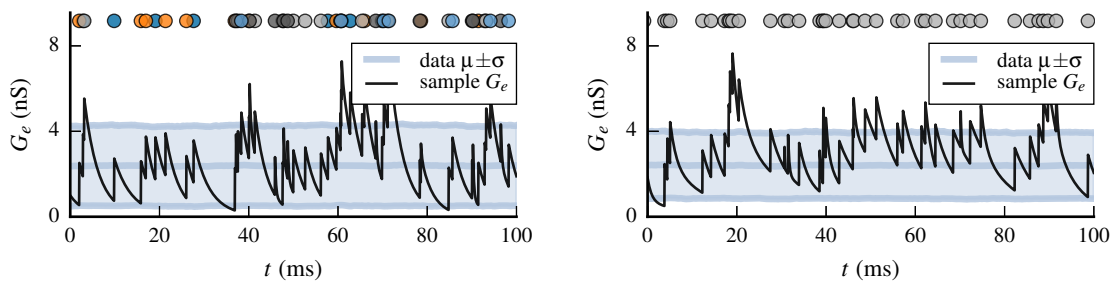 8
4
0
G_e (nS)
data μ±σ
sample G_e
0 20 40 60 80 100
t (ms)
8
4
0
G_e (nS)
data μ±σ
sample G_e
0 20 40 60 80 100
t (ms)